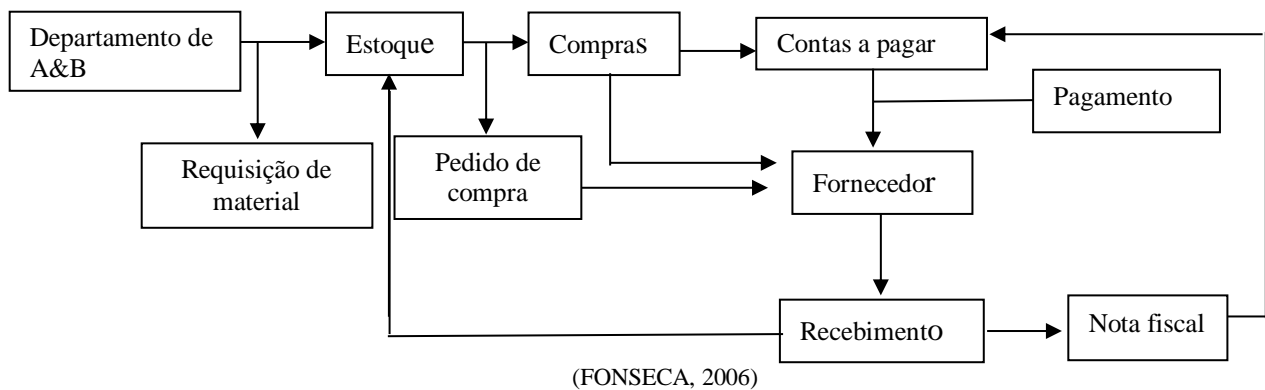 Departamento de
A&B
Estoque
Compras
Contas a pagar
Pagamento
Requisição de
material
Pedido de
compra
Fornecedor
Recebimento
Nota fiscal
(FONSECA, 2006)